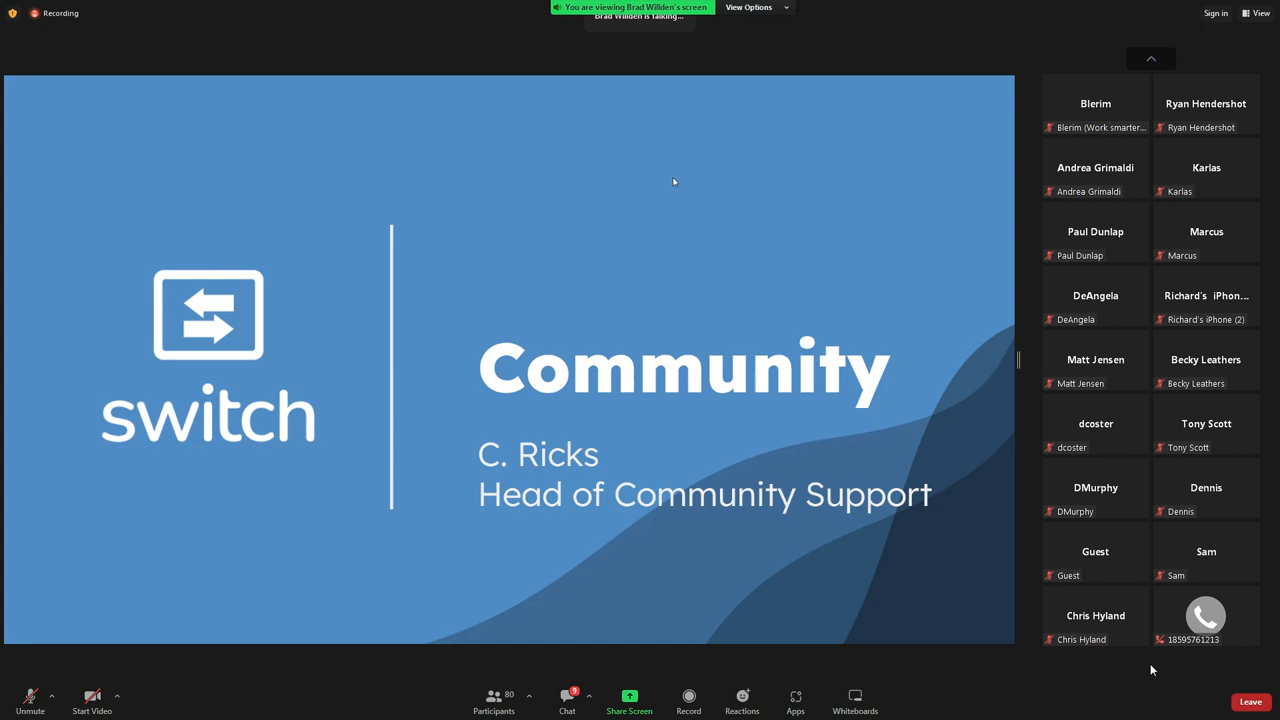 Recording
You are viewing Brad Willden's screen
View Options
Brad Willden is talking...
Sign in
View
switch
Community
C. Ricks
Head of Community Support
Blerim
Blerim (Work smarter...
Ryan Hendershot
Ryan Hendershot
Andrea Grimaldi
Andrea Grimaldi
Karlas
Karlas
Paul Dunlap
Paul Dunlap
Marcus
Marcus
DeAngela
DeAngela
Richard's iPhon...
Richard's iPhone (2)
Matt Jensen
Matt Jensen
Becky Leathers
Becky Leathers
dcoster
dcoster
Tony Scott
Tony Scott
DMurphy
DMurphy
Dennis
Dennis
Guest
Guest
Sam
Sam
Chris Hyland
Chris Hyland
18595761213
Unmute
Start Video
80
Participants
9
Chat
Share Screen
Record
Reactions
Apps
Whiteboards
Leave